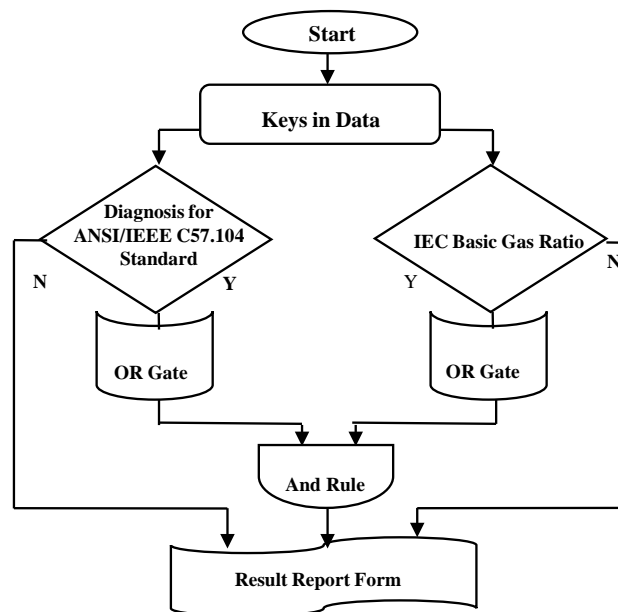 Start
Keys in Data
Diagnosis for
ANSI/IEEE C57.104
Standard
IEC Basic Gas Ratio
N
Y
Y
N
OR Gate
OR Gate
And Rule
Result Report Form